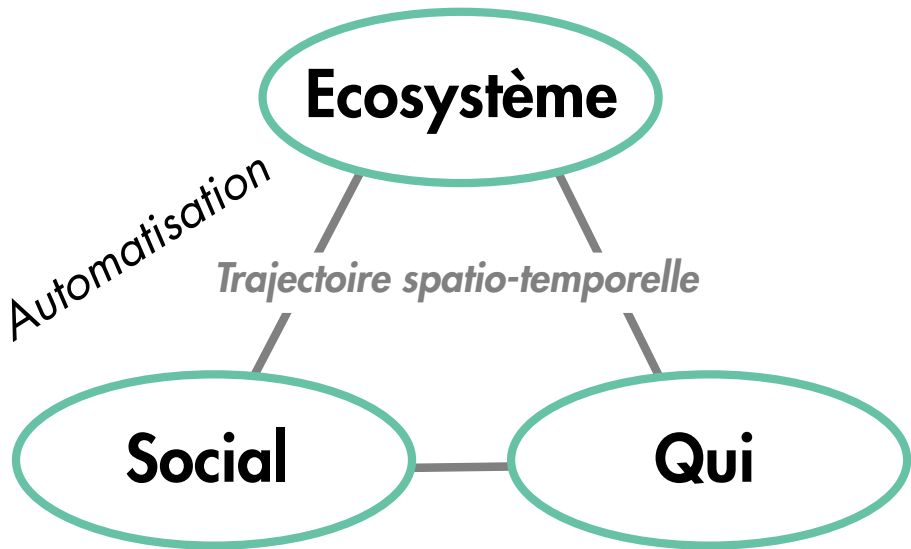 Ecosystème
Automatisation
Trajectoire spatio-temporelle
Social
Qui